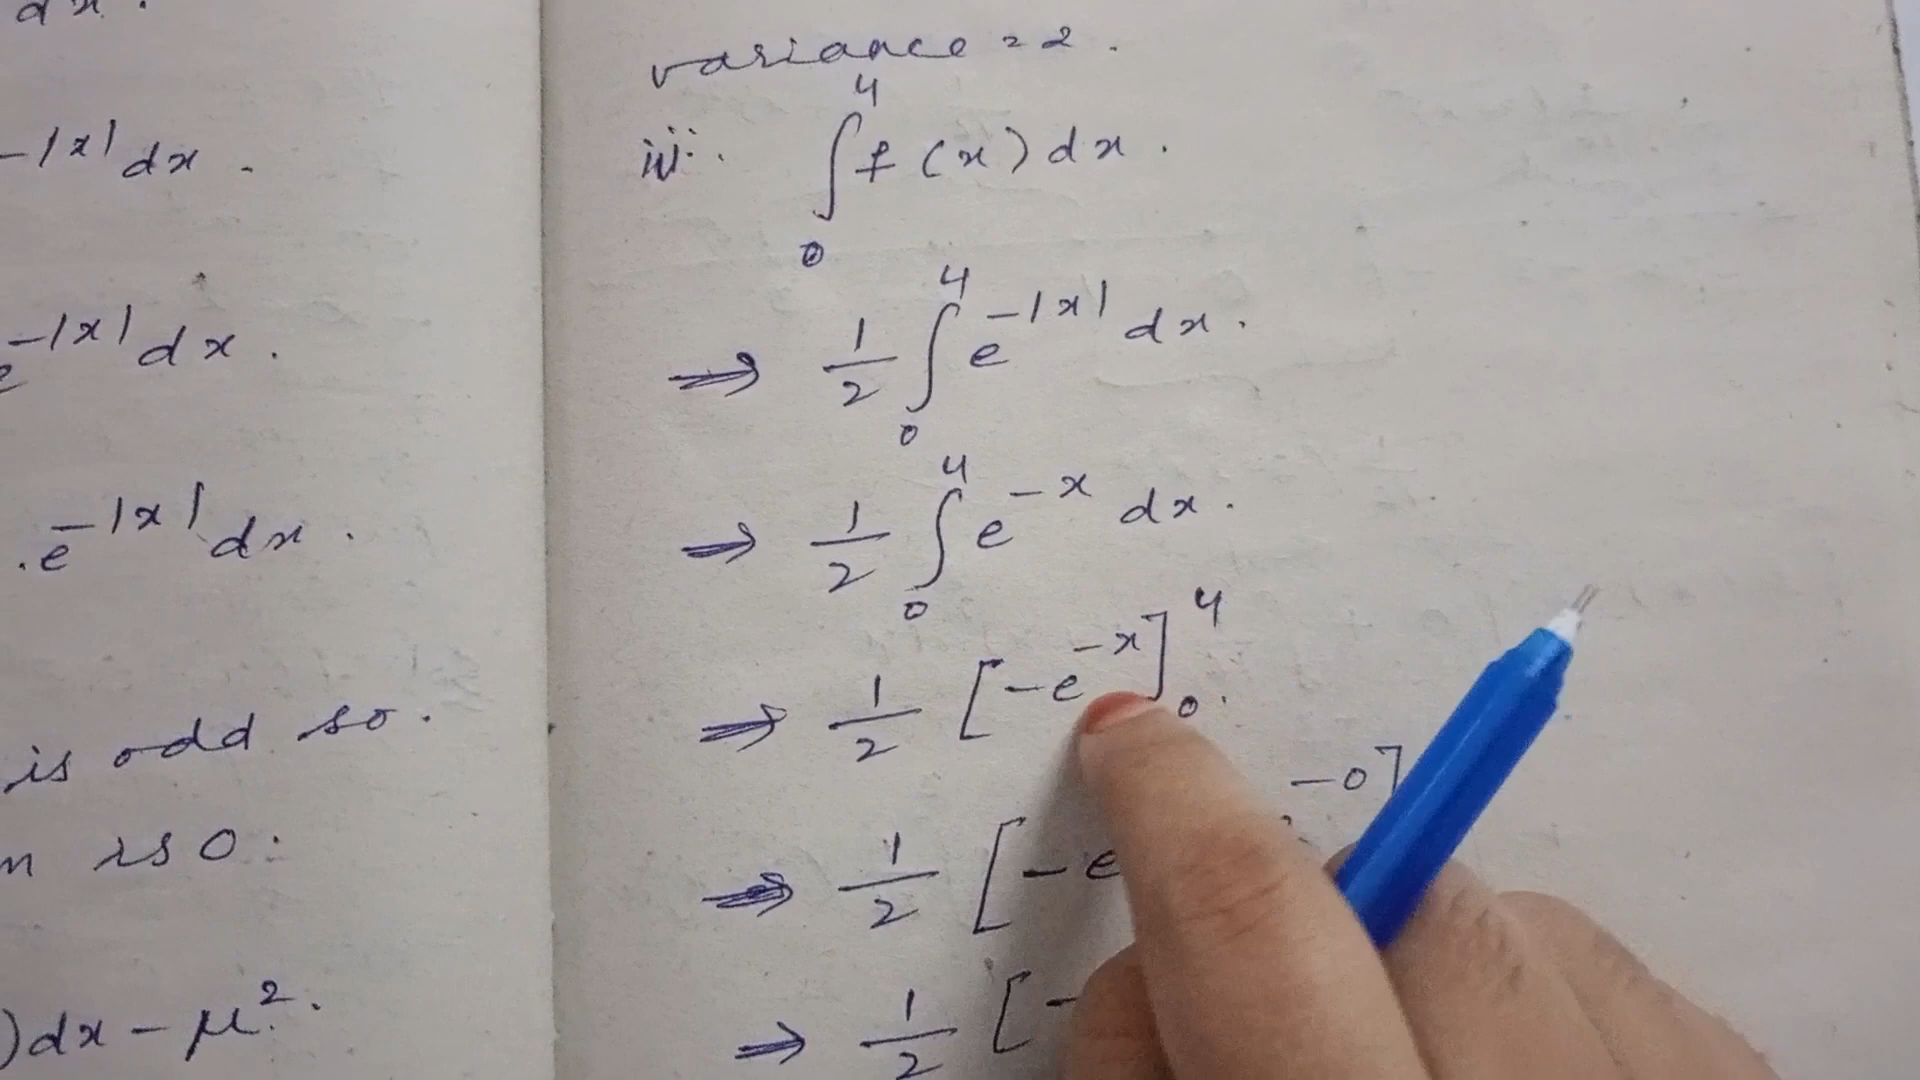 dx.
-|x| dx.
e^-|x| dx.
.e^-|x| dx.
is odd so.
n is 0.
)dx - μ².
variance = 2.
iii. ∫₀⁴ f(x) dx.
⇒ 1/2 ∫₀⁴ e^-|x| dx.
⇒ 1/2 ∫₀⁴ e^-x dx.
⇒ 1/2 [-e^-x]₀⁴.
⇒ 1/2 [-e -0]
⇒ 1/2 [-